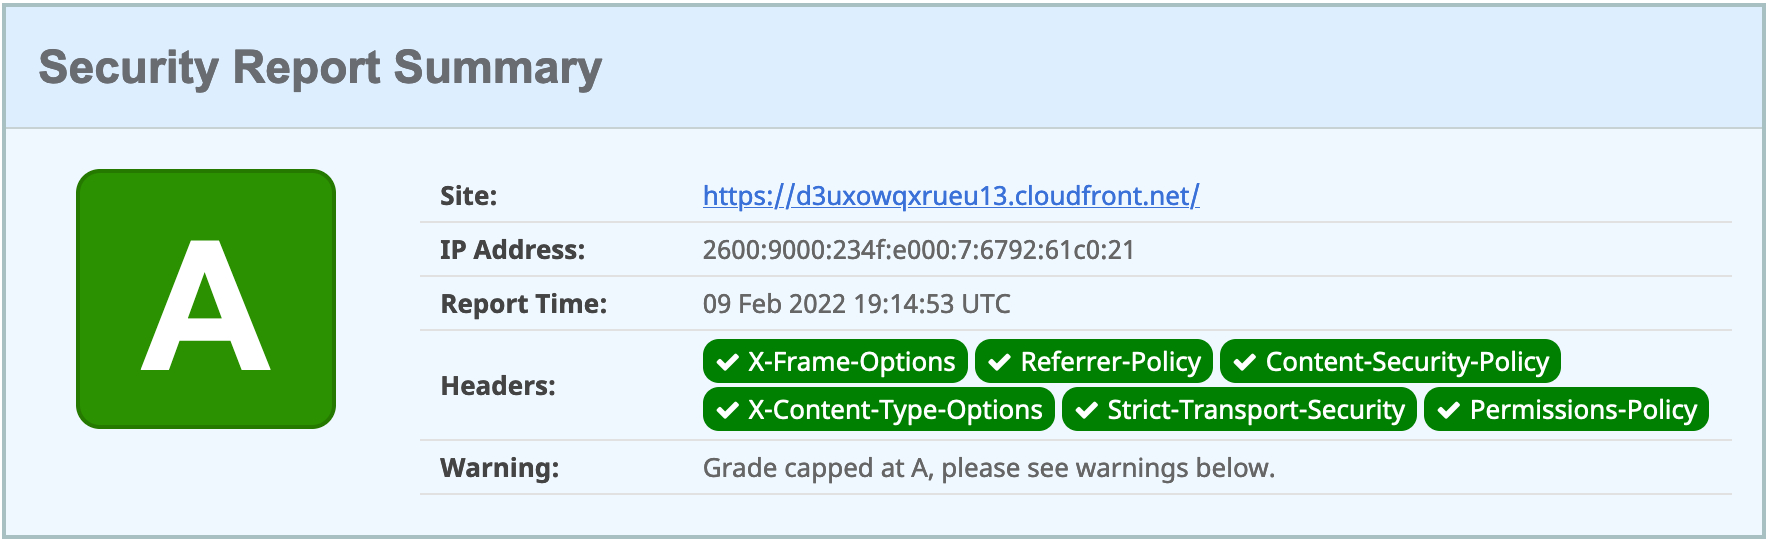 Security Report Summary
A
Site: https://d3uxowqxrueu13.cloudfront.net/
IP Address: 2600:9000:234f:e000:7:6792:61c0:21
Report Time: 09 Feb 2022 19:14:53 UTC
Headers: X-Frame-Options Referrer-Policy Content-Security-Policy
X-Content-Type-Options Strict-Transport-Security Permissions-Policy
Warning: Grade capped at A, please see warnings below.